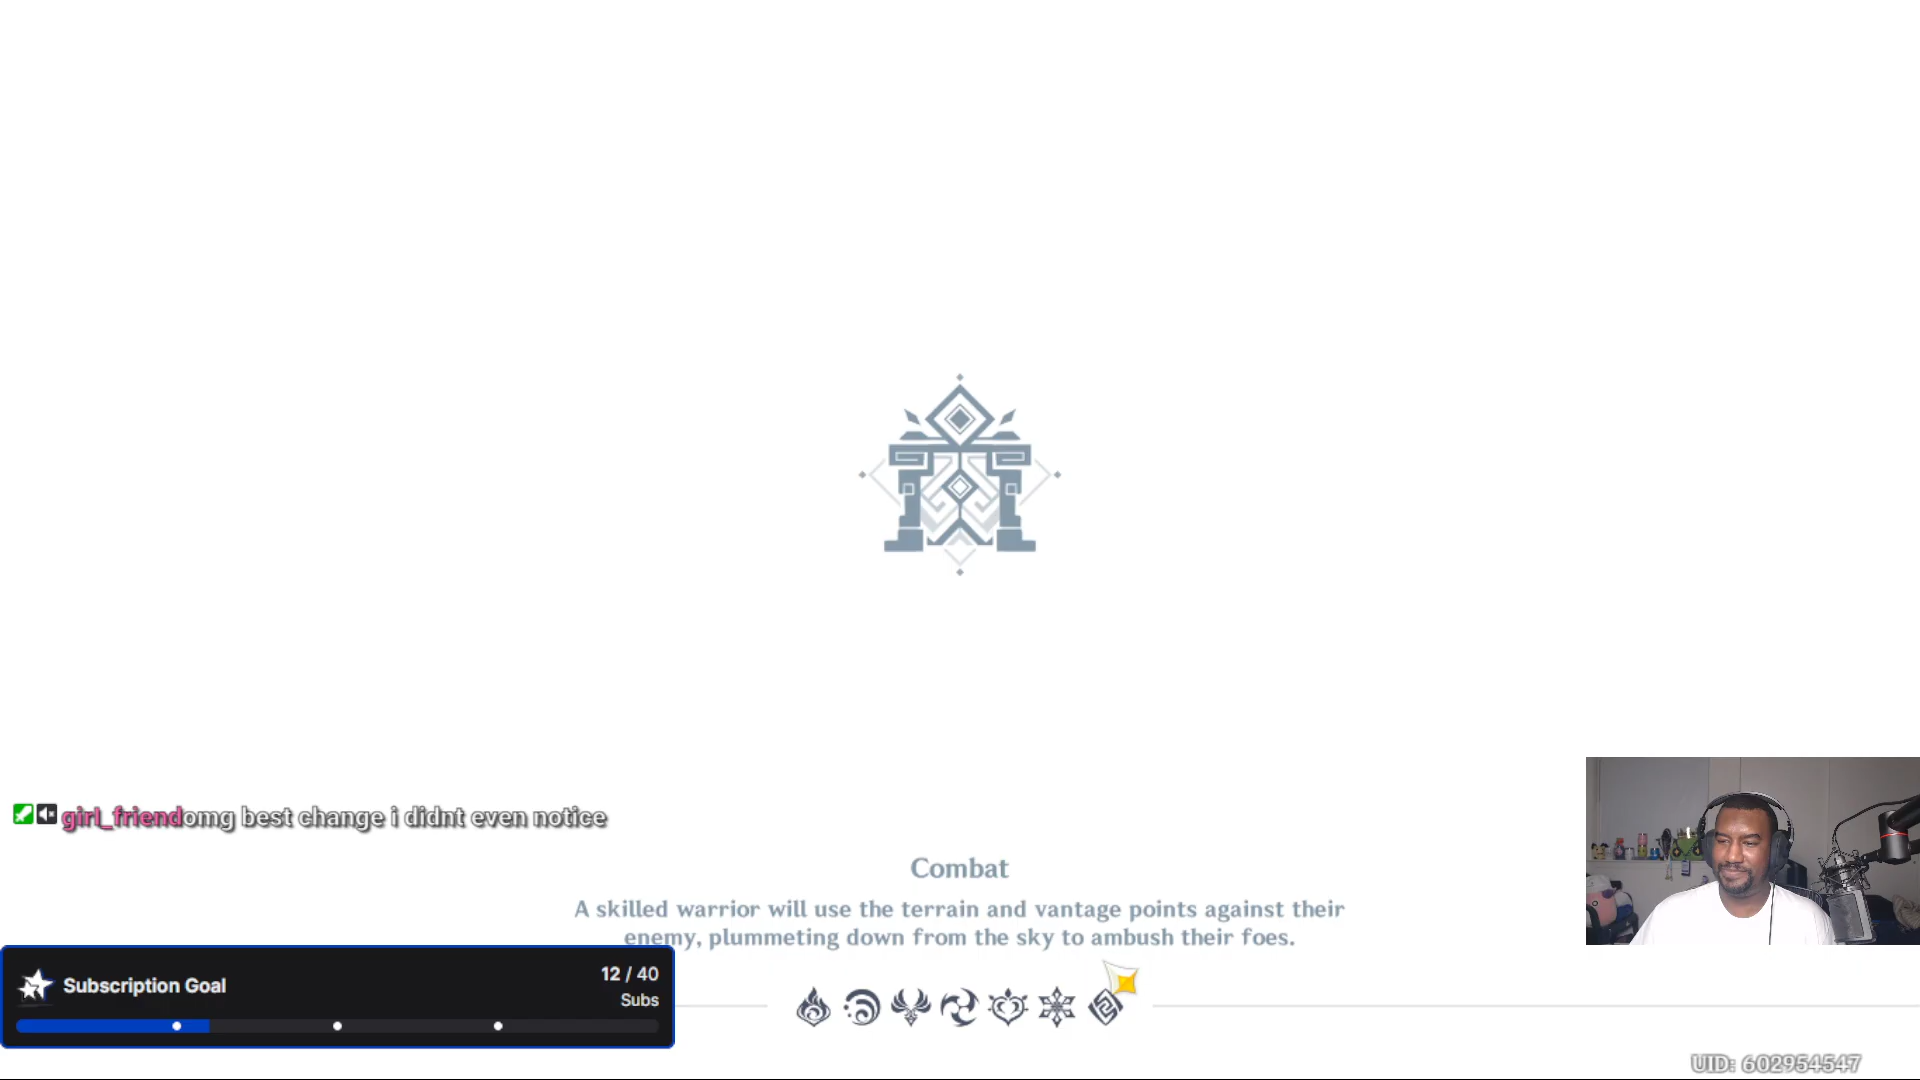 girl_friendomg best change i didnt even notice
Combat
A skilled warrior will use the terrain and vantage points against their
enemy, plummeting down from the sky to ambush their foes.
Subscription Goal
12 / 40
Subs
UID: 602954547